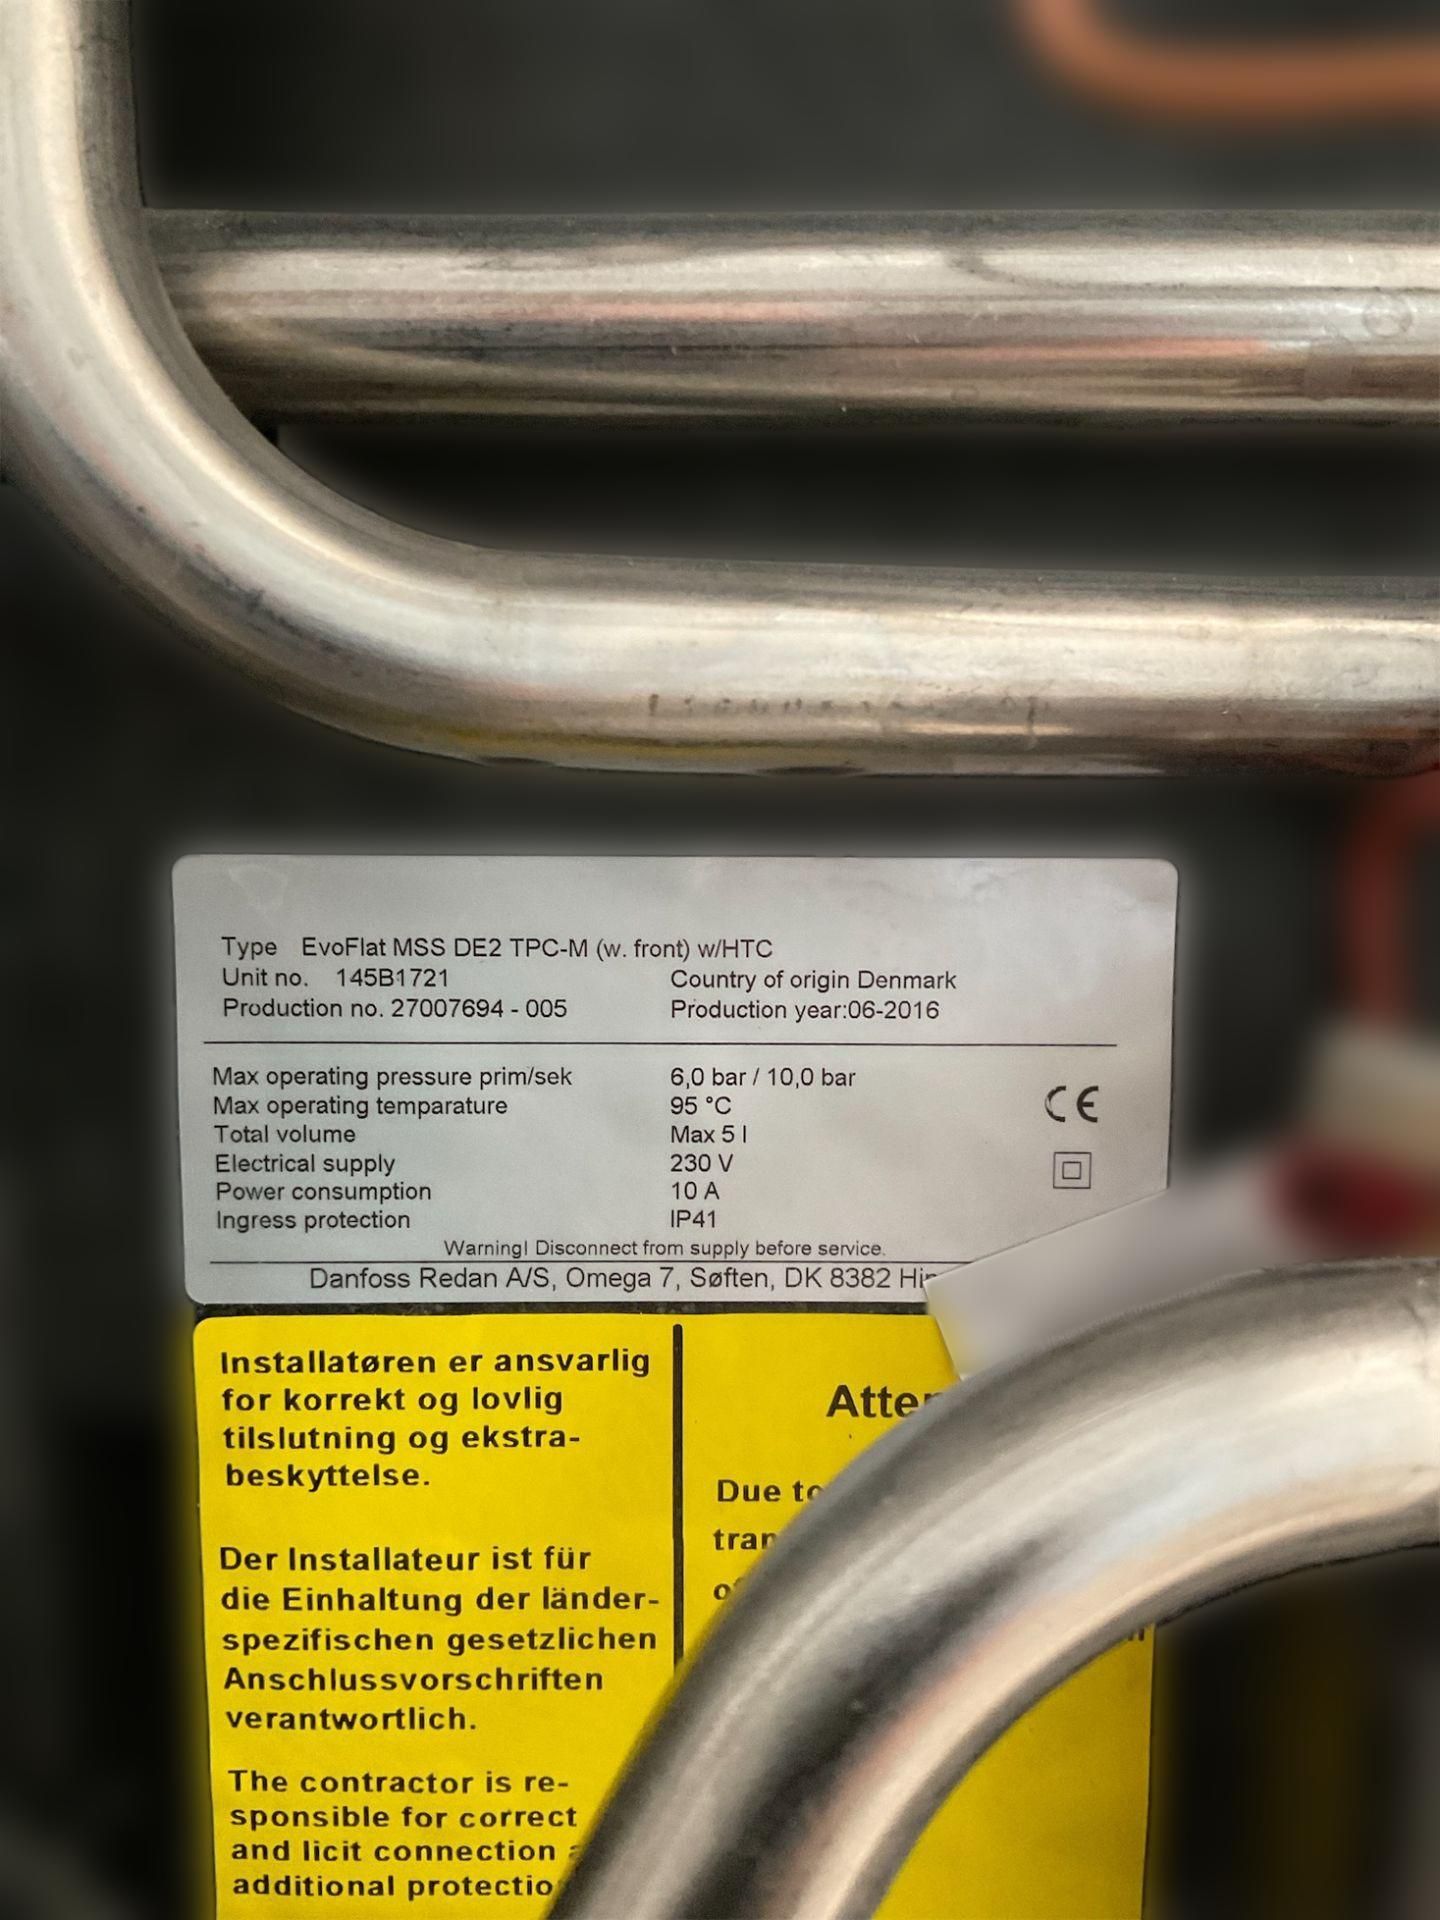 Type EvoFlat MSS DE2 TPC-M (w. front) w/HTC
Unit no. 145B1721 Country of origin Denmark
Production no. 27007694 - 005 Production year:06-2016
Max operating pressure prim/sek 6,0 bar / 10,0 bar
Max operating temparature 95 °C
CE
Total volume Max 5 l
Electrical supply 230 V
Power consumption 10 A
Ingress protection IP41
Warning! Disconnect from supply before service.
Danfoss Redan A/S, Omega 7, Søften, DK 8382
Installatøren er ansvarlig
for korrekt og lovlig
tilslutning og ekstra-
beskyttelse.
Der Installateur ist für
die Einhaltung der länder-
spezifischen gesetzlichen
Anschlussvorschriften
verantwortlich.
The contractor is re-
sponsible for correct
and licit connection
additional
Due